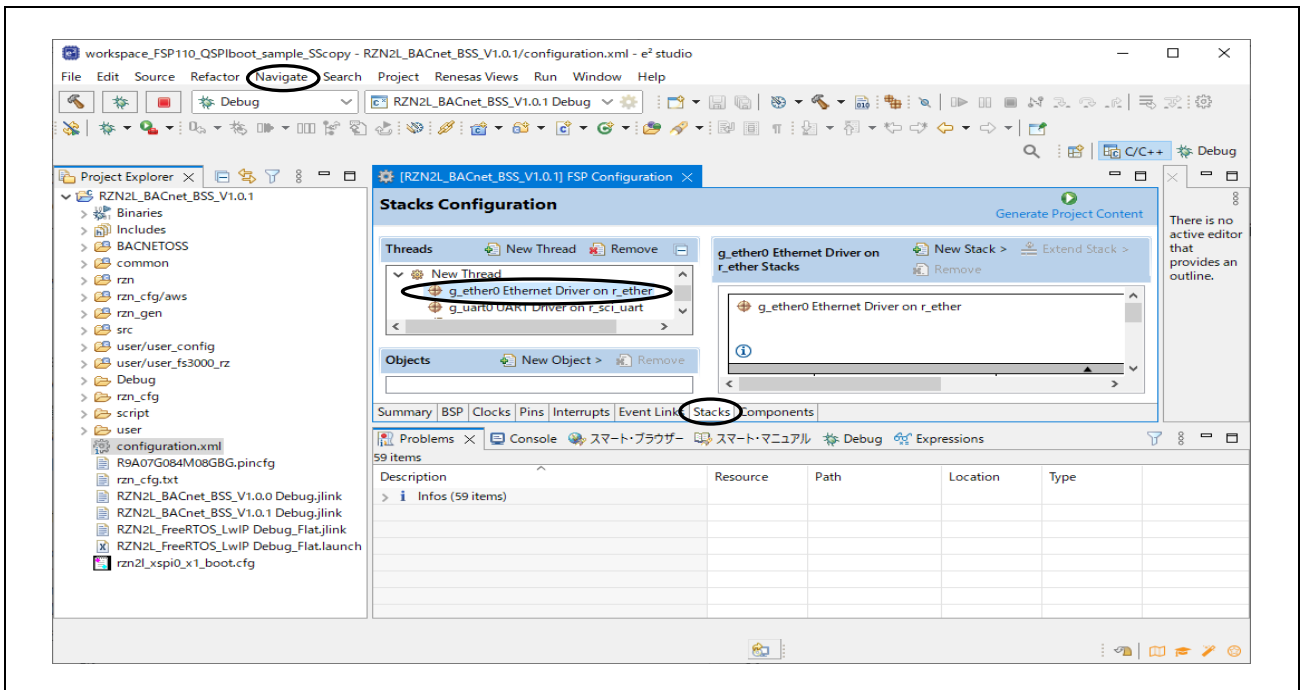 workspace_FSP110_QSPIboot_sample_SScopy - RZN2L_BACnet_BSS_V1.0.1/configuration.xml - e² studio
File Edit Source Refactor Navigate Search Project Renesas Views Run Window Help
Debug
RZN2L_BACnet_BSS_V1.0.1 Debug
C/C++ Debug
Project Explorer
RZN2L_BACnet_BSS_V1.0.1
Binaries
Includes
BACNETOSS
common
rzn
rzn_cfg/aws
rzn_gen
src
user/user_config
user/user_fs3000_rz
Debug
rzn_cfg
script
user
configuration.xml
R9A07G084M08GBG.pincfg
rzn_cfg.txt
RZN2L_BACnet_BSS_V1.0.0 Debug.jlink
RZN2L_BACnet_BSS_V1.0.1 Debug.jlink
RZN2L_FreeRTOS_LwIP Debug_Flat.jlink
RZN2L_FreeRTOS_LwIP Debug_Flat.launch
rzn2l_xspi0_x1_boot.cfg
[RZN2L_BACnet_BSS_V1.0.1] FSP Configuration
Stacks Configuration
Generate Project Content
Threads New Thread Remove
New Thread
g_ether0 Ethernet Driver on r_ether
g_uart0 UART Driver on r_sci_uart
Objects New Object > Remove
g_ether0 Ethernet Driver on
r_ether Stacks
New Stack > Extend Stack >
Remove
g_ether0 Ethernet Driver on r_ether
Summary BSP Clocks Pins Interrupts Event Links Stacks Components
There is no
active editor
that
provides an
outline.
Problems Console スマート・ブラウザー スマート・マニュアル Debug Expressions
59 items
Description Resource Path Location Type
Infos (59 items)